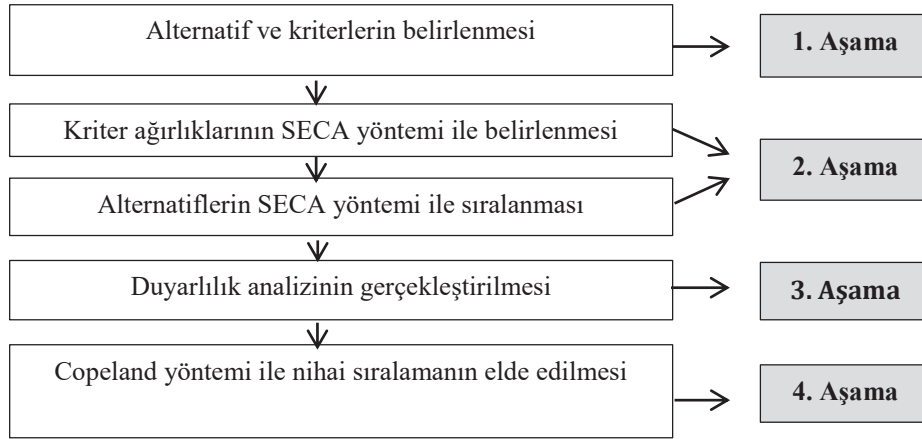 Alternatif ve kriterlerin belirlenmesi
1. Aşama
Kriter ağırlıklarının SECA yöntemi ile belirlenmesi
2. Aşama
Alternatiflerin SECA yöntemi ile sıralanması
Duyarlılık analizinin gerçekleştirilmesi
3. Aşama
Copeland yöntemi ile nihai sıralamanın elde edilmesi
4. Aşama